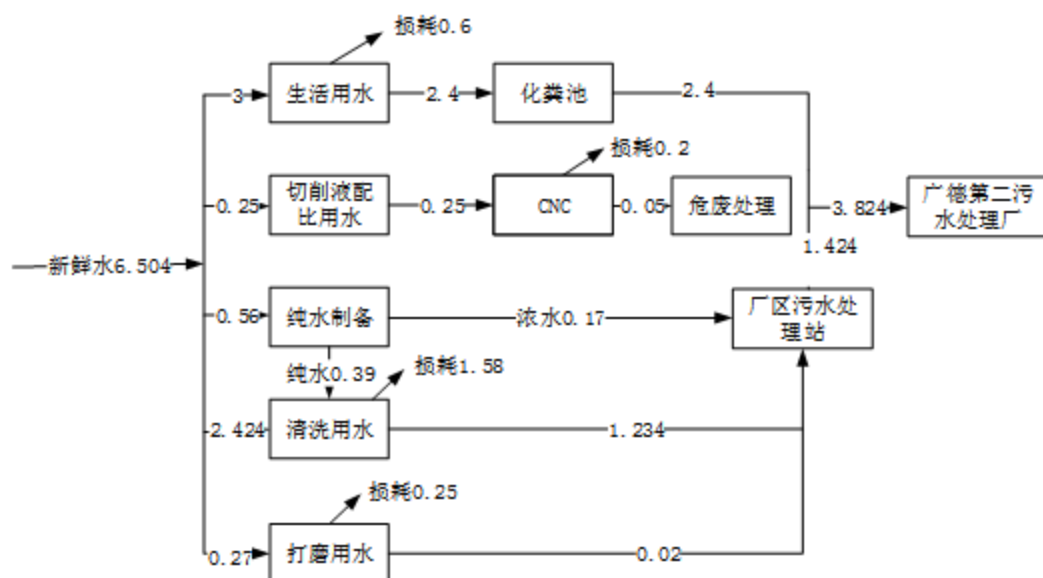 损耗0.6
3
生活用水
2.4
化粪池
2.4
损耗0.2
0.25
切削液配
比用水
0.25
CNC
0.05
危废处理
3.824
广德第二污
水处理厂
1.424
新鲜水6.504
0.56
纯水制备
浓水0.17
厂区污水处
理站
纯水0.39
损耗1.58
2.424
清洗用水
1.234
损耗0.25
0.27
打磨用水
0.02